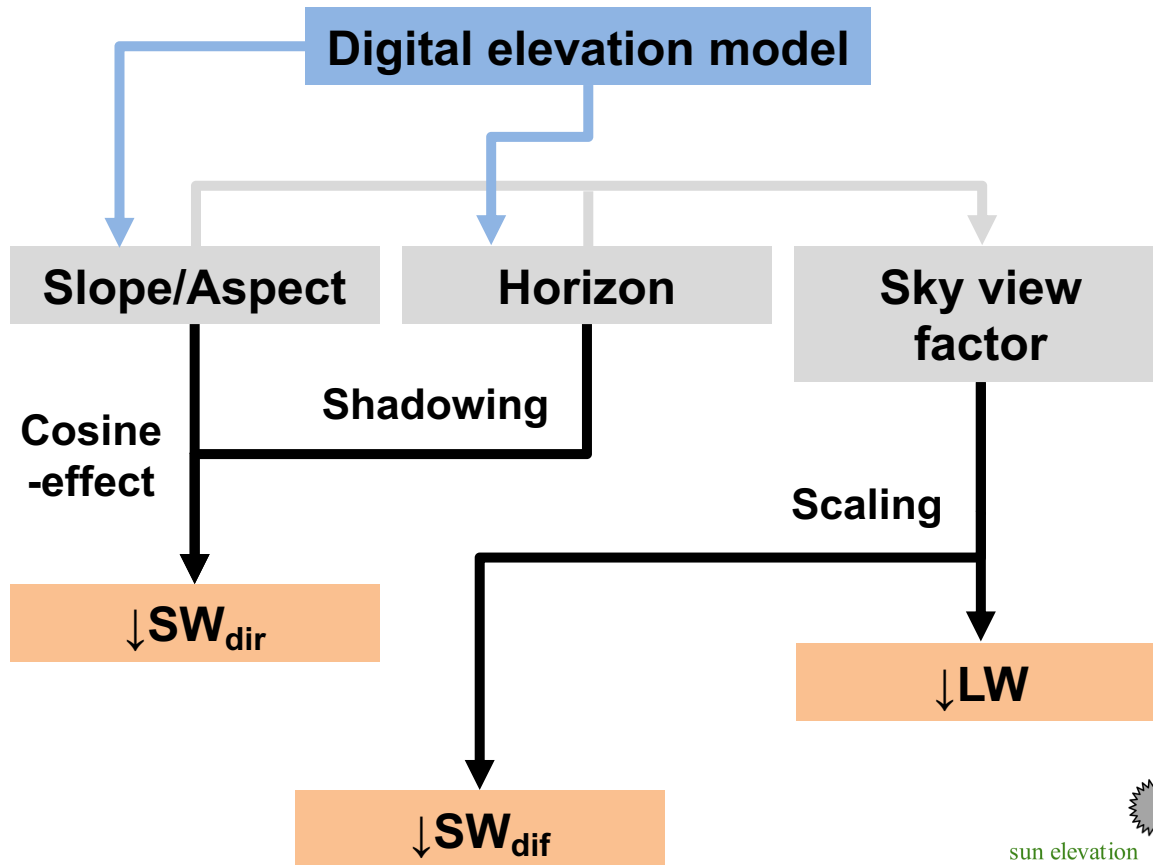 Digital elevation model
Slope/Aspect
Horizon
Sky view
factor
Shadowing
Cosine
-effect
Scaling
↓SWdir
↓LW
↓SWdif
sun elevation